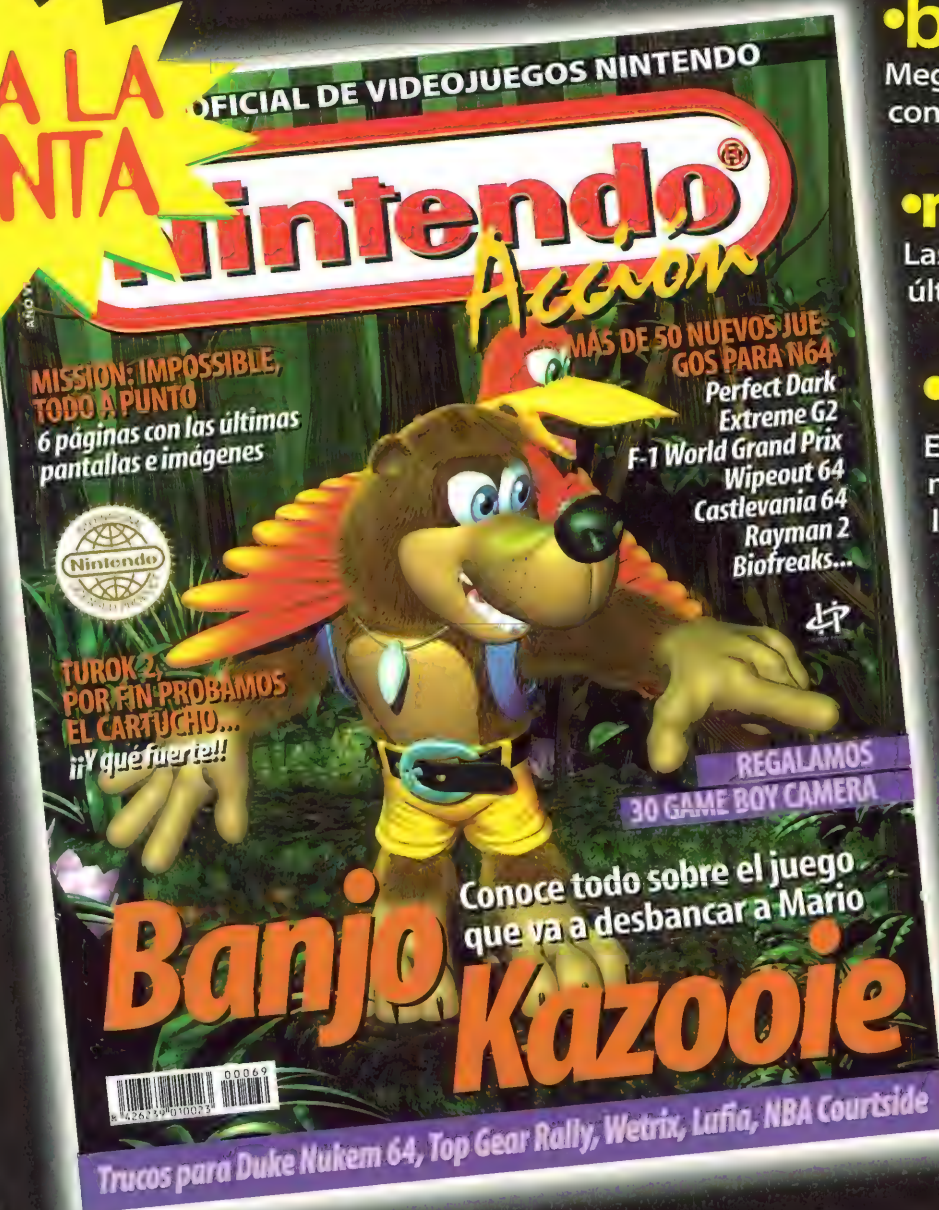 A LA
NTA
OFICIAL DE VIDEOJUEGOS NINTENDO
Nintendo®
Acción
AÑO V
MISSION: IMPOSSIBLE,
TODO A PUNTO
6 páginas con las últimas
pantallas e imágenes
MÁS DE 50 NUEVOS JUE-
GOS PARA N64
Perfect Dark
Extreme G2
F-1 World Grand Prix
Wipeout 64
Castlevania 64
Rayman 2
Biofreaks...
Nintendo
TUROK 2,
POR FIN PROBAMOS
EL CARTUCHO...
¡¡Y qué fuerte!!
REGALAMOS
30 GAME BOY CAMERA
Conoce todo sobre el juego
que va a desbancar a Mario
Banjo
Kazooie
00069
8 426239 010023
Trucos para Duke Nukem 64, Top Gear Rally, Wetrix, Lufia, NBA Courtside
•b
Meg
con
•
La
últ
•
E
l